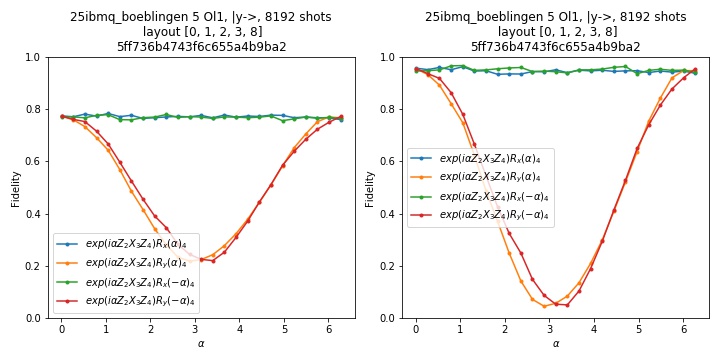 25ibmq_boeblingen 5 Ol1, |y->, 8192 shots
layout [0, 1, 2, 3, 8]
5ff736b4743f6c655a4b9ba2
1.0
0.8
0.6
0.4
0.2
0.0
Fidelity
exp(iαZ₂X₃Z₄)Rₓ(α)₄
exp(iαZ₂X₃Z₄)Rᵧ(α)₄
exp(iαZ₂X₃Z₄)Rₓ(−α)₄
exp(iαZ₂X₃Z₄)Rᵧ(−α)₄
0 1 2 3 4 5 6
α
25ibmq_boeblingen 5 Ol1, |y->, 8192 shots
layout [0, 1, 2, 3, 8]
5ff736b4743f6c655a4b9ba2
1.0
0.8
0.6
0.4
0.2
0.0
Fidelity
exp(iαZ₂X₃Z₄)Rₓ(α)₄
exp(iαZ₂X₃Z₄)Rᵧ(α)₄
exp(iαZ₂X₃Z₄)Rₓ(−α)₄
exp(iαZ₂X₃Z₄)Rᵧ(−α)₄
0 1 2 3 4 5 6
α